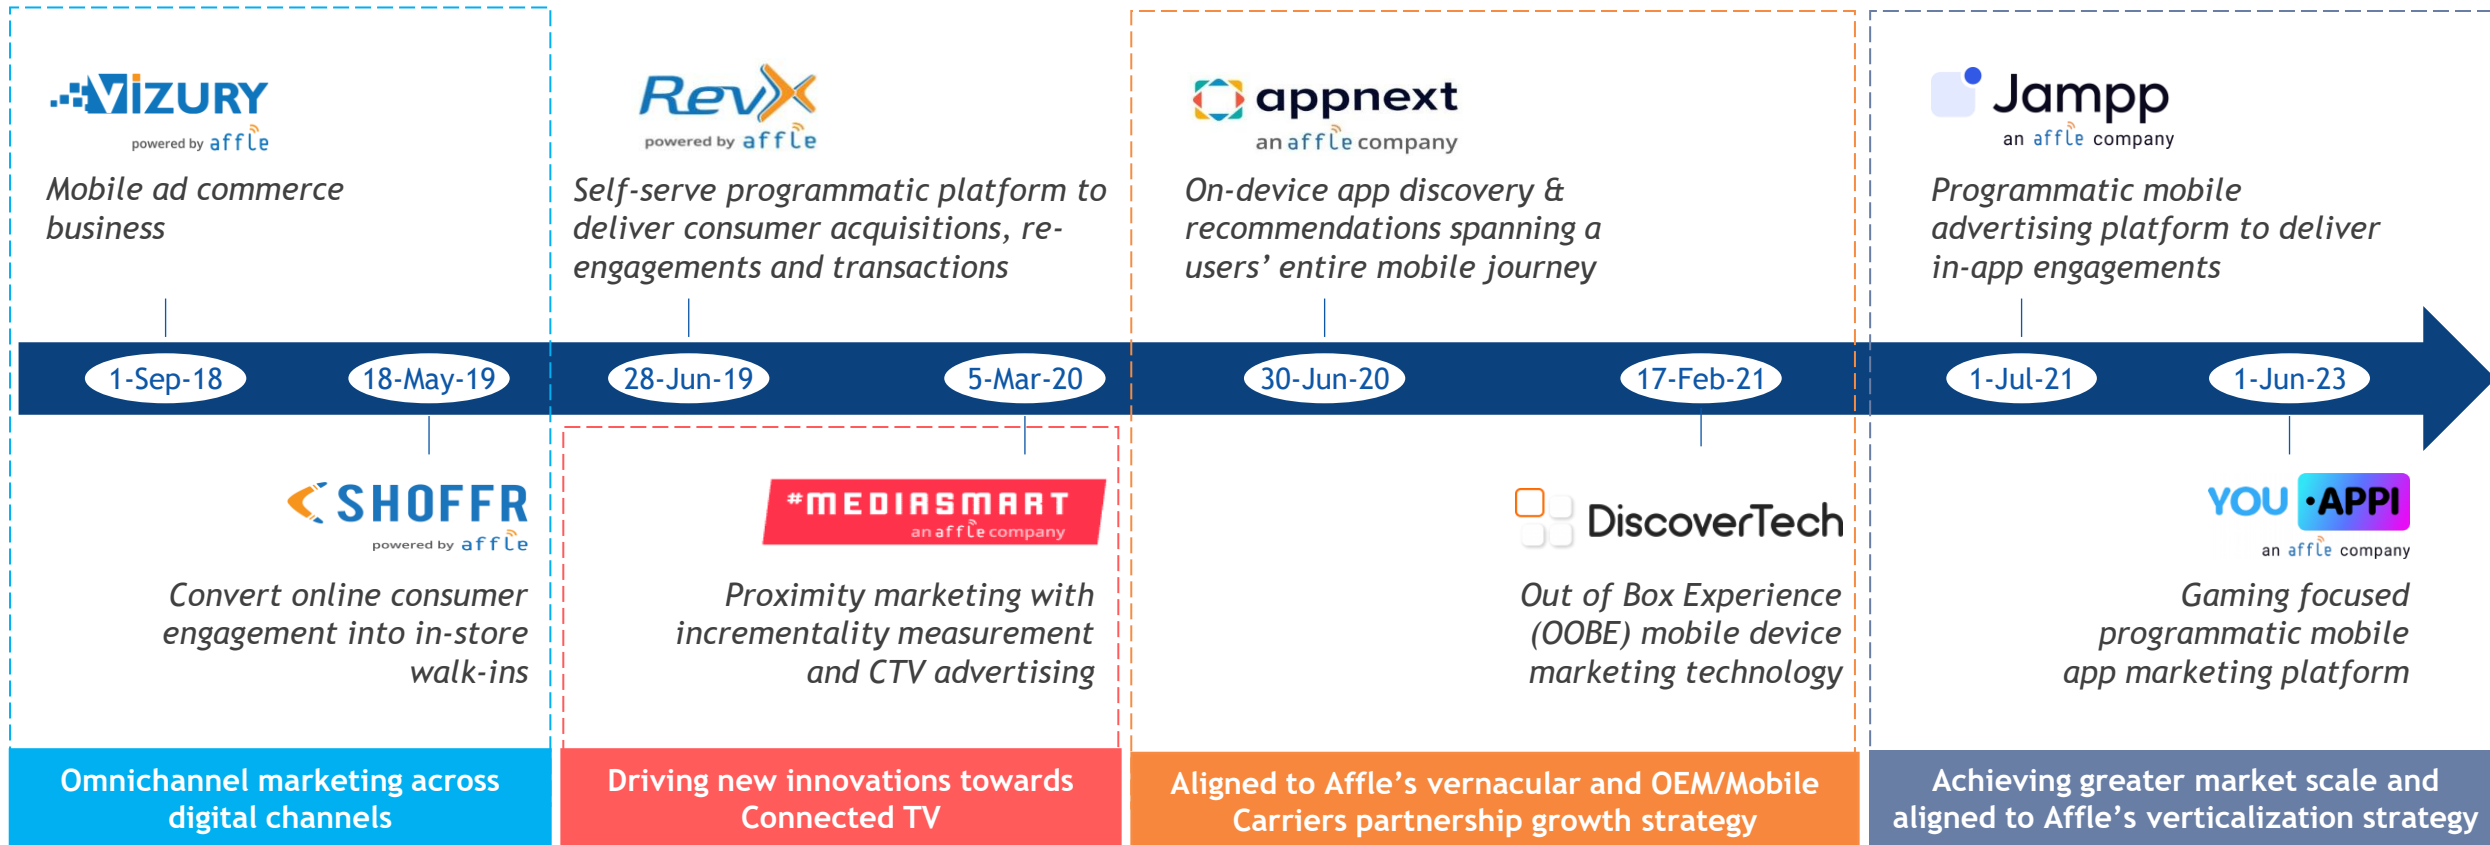 VIZURY
powered by affle
Mobile ad commerce
business
RevX
powered by affle
Self-serve programmatic platform to
deliver consumer acquisitions, re-
engagements and transactions
appnext
an affle company
On-device app discovery &
recommendations spanning a
users’ entire mobile journey
Jampp
an affle company
Programmatic mobile
advertising platform to deliver
in-app engagements
1-Sep-18
18-May-19
28-Jun-19
5-Mar-20
30-Jun-20
17-Feb-21
1-Jul-21
1-Jun-23
SHOFFR
powered by affle
Convert online consumer
engagement into in-store
walk-ins
#MEDIASMART
an affle company
Proximity marketing with
incrementality measurement
and CTV advertising
DiscoverTech
Out of Box Experience
(OOBE) mobile device
marketing technology
YOU•APPI
an affle company
Gaming focused
programmatic mobile
app marketing platform
Omnichannel marketing across
digital channels
Driving new innovations towards
Connected TV
Aligned to Affle’s vernacular and OEM/Mobile
Carriers partnership growth strategy
Achieving greater market scale and
aligned to Affle’s verticalization strategy